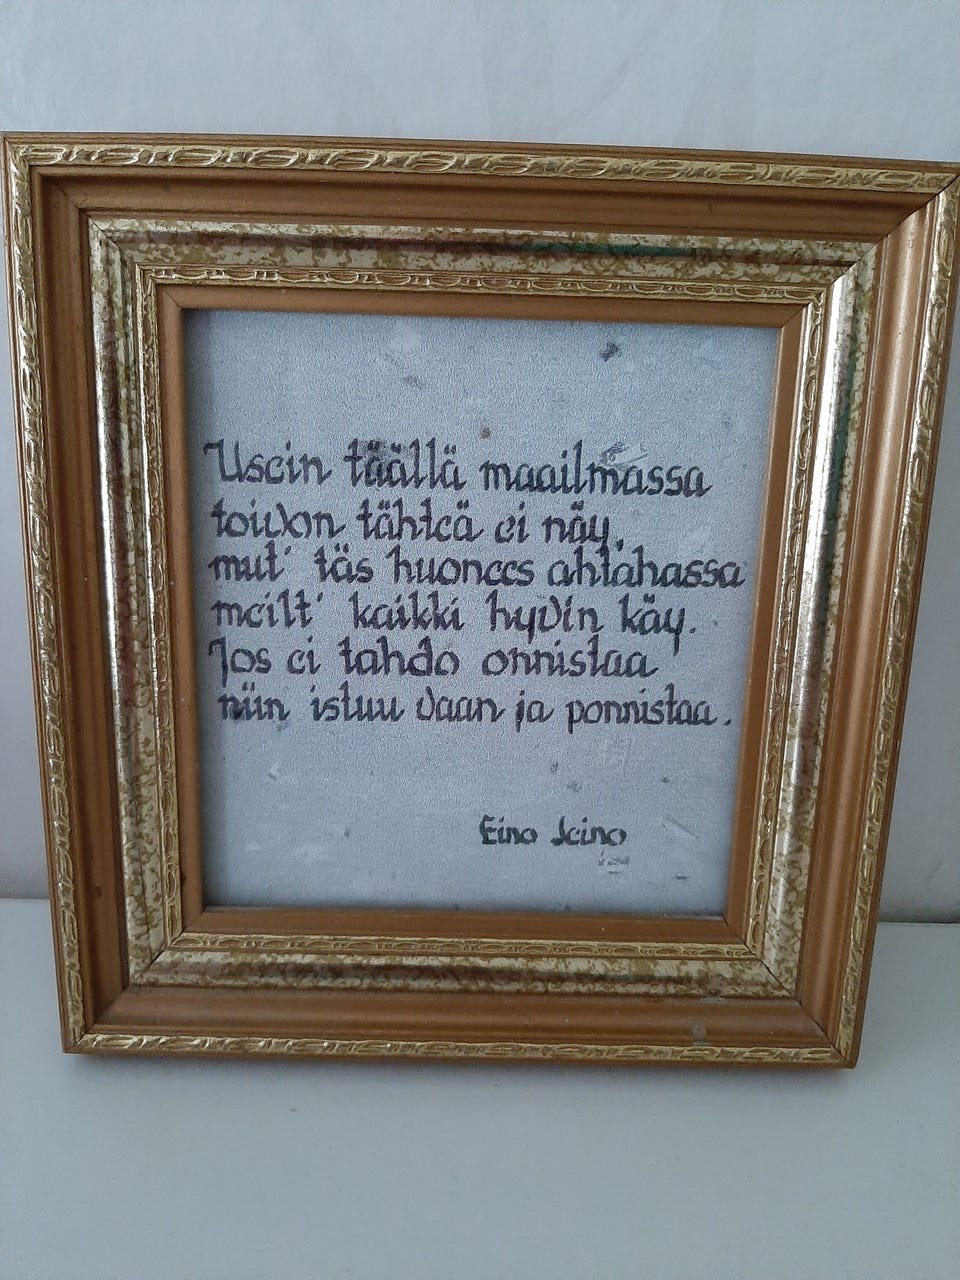 Usein täällä maailmassa
toivon tähteä ei näy,
mut' täs huonees ahtahassa
meilt' kaikki hyvin käy.
Jos ei tahdo onnistaa
niin istuu vaan ja ponnistaa.
Eino Leino